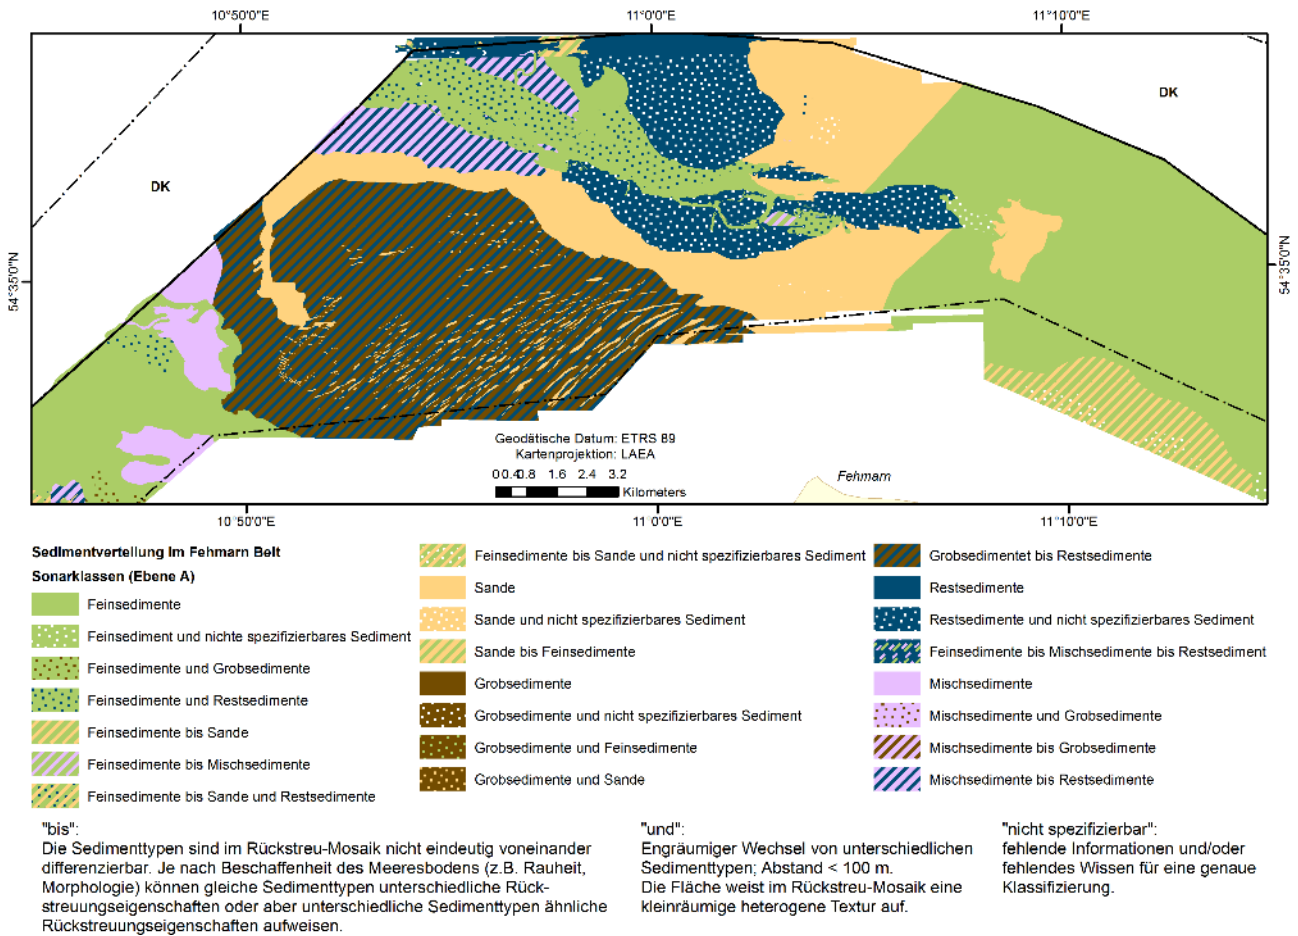 10°50'0"E
11°0'0"E
11°10'0"E
DK
DK
54°35'0"N
54°35'0"N
Geodätische Datum: ETRS 89
Kartenprojektion: LAEA
0 0.4 0.8 1.6 2.4 3.2
Kilometers
Fehmarn
10°50'0"E
11°0'0"E
11°10'0"E
Sedimentverteilung im Fehmarn Belt
Sonarklassen (Ebene A)
Feinsedimente
Feinsediment und nichte spezifizierbares Sediment
Feinsedimente und Grobsedimente
Feinsedimente und Restsedimente
Feinsedimente bis Sande
Feinsedimente bis Mischsedimente
Feinsedimente bis Sande und Restsedimente
Feinsedimente bis Sande und nicht spezifizierbares Sediment
Sande
Sande und nicht spezifizierbares Sediment
Sande bis Feinsedimente
Grobsedimente
Grobsedimente und nicht spezifizierbares Sediment
Grobsedimente und Feinsedimente
Grobsedimente und Sande
Grobsedimentet bis Restsedimente
Restsedimente
Restsedimente und nicht spezifizierbares Sediment
Feinsedimente bis Mischsedimente bis Restsediment
Mischsedimente
Mischsedimente und Grobsedimente
Mischsedimente bis Grobsedimente
Mischsedimente bis Restsedimente
"bis":
Die Sedimenttypen sind im Rückstreu-Mosaik nicht eindeutig voneinander
differenzierbar. Je nach Beschaffenheit des Meeresbodens (z.B. Rauheit,
Morphologie) können gleiche Sedimenttypen unterschiedliche Rück-
streuungseigenschaften oder aber unterschiedliche Sedimenttypen ähnliche
Rückstreuungseigenschaften aufweisen.
"und":
Engräumiger Wechsel von unterschiedlichen
Sedimenttypen; Abstand < 100 m.
Die Fläche weist im Rückstreu-Mosaik eine
kleinräumige heterogene Textur auf.
"nicht spezifizierbar":
fehlende Informationen und/oder
fehlendes Wissen für eine genaue
Klassifizierung.